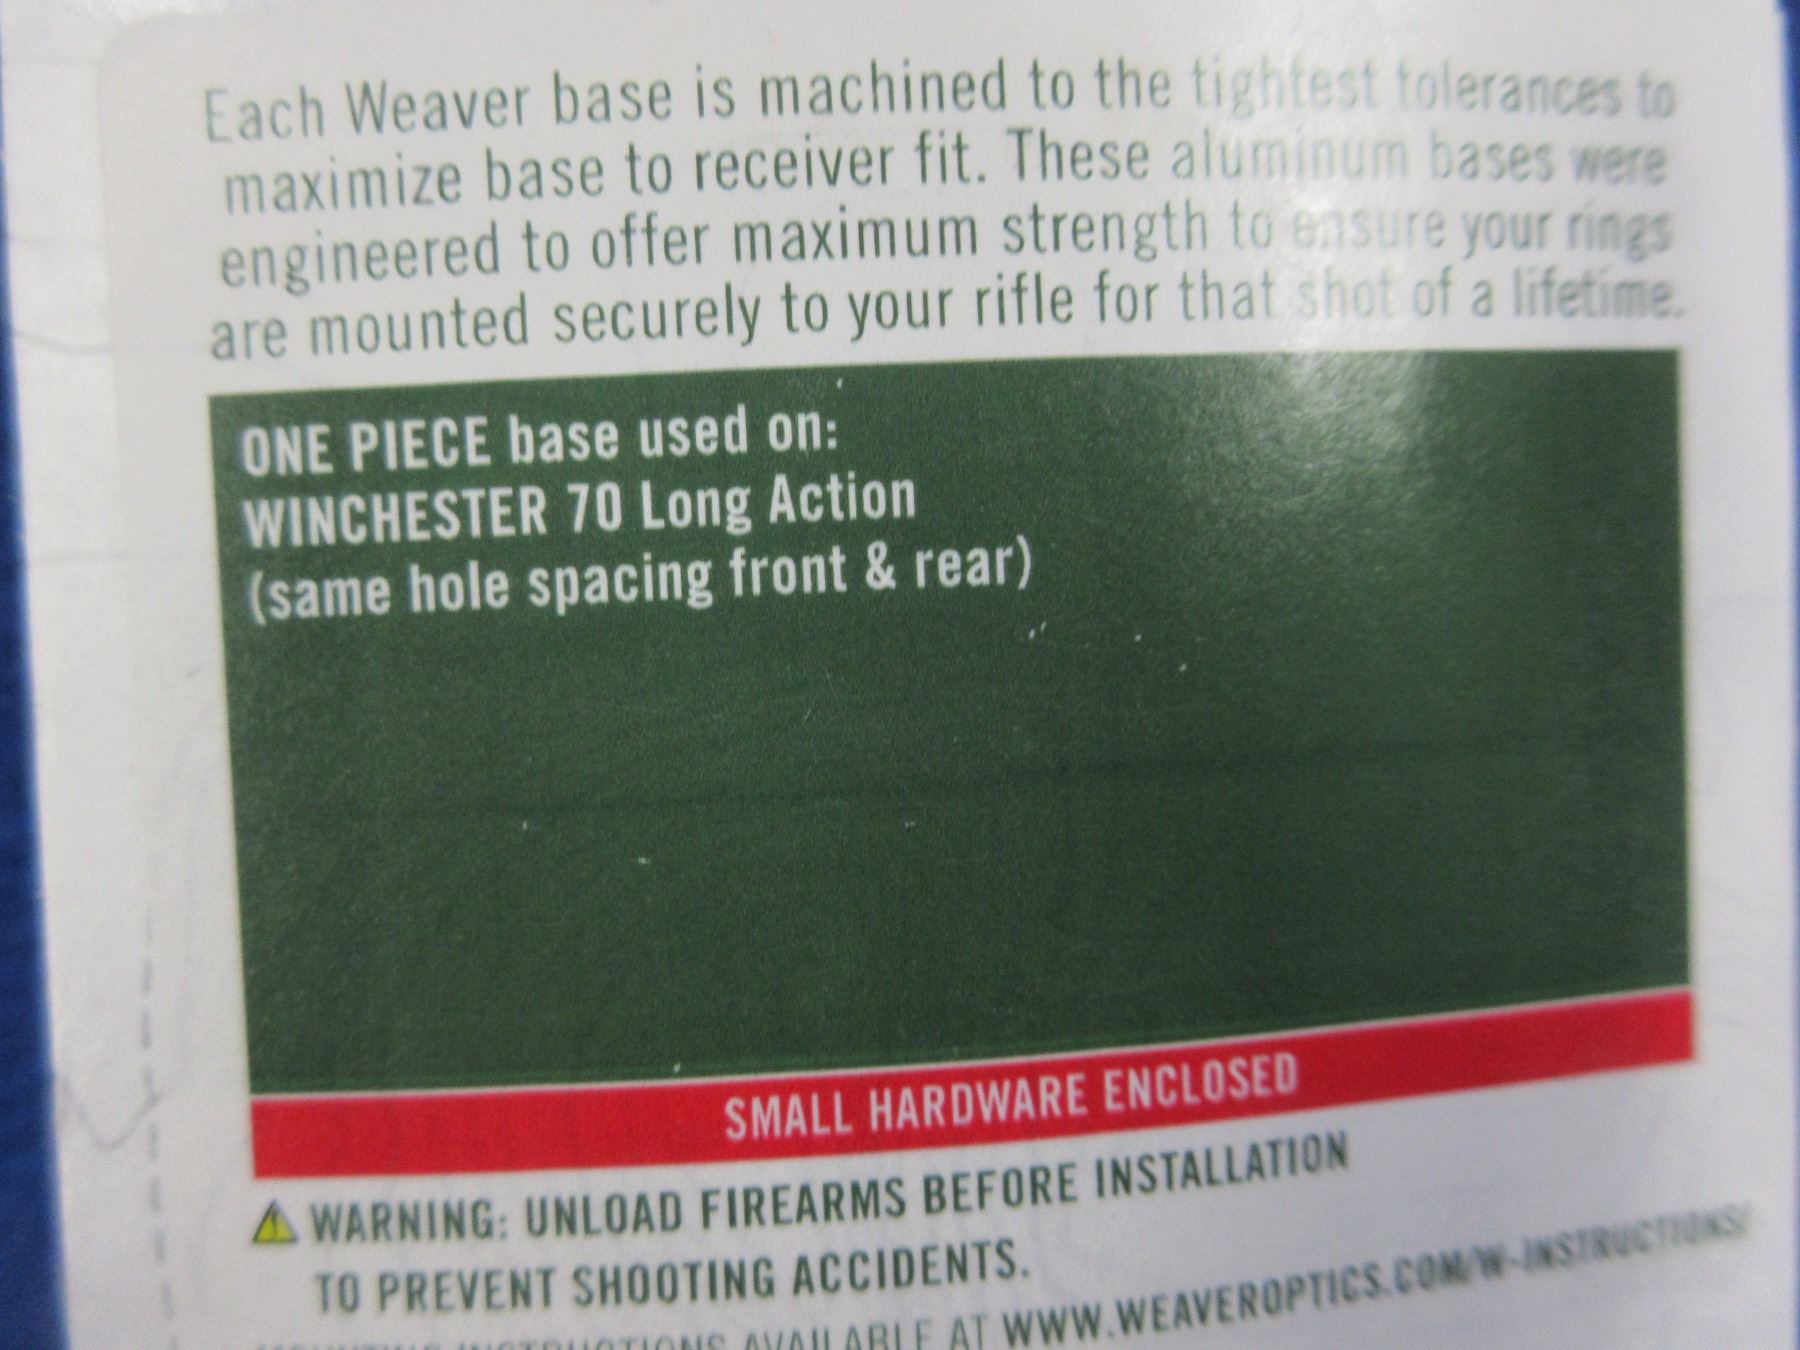 Each Weaver base is machined to the tightest tolerances to
maximize base to receiver fit. These aluminum bases were
engineered to offer maximum strength to ensure your rings
are mounted securely to your rifle for that shot of a lifetime.
ONE PIECE base used on:
WINCHESTER 70 Long Action
(same hole spacing front & rear)
SMALL HARDWARE ENCLOSED
WARNING: UNLOAD FIREARMS BEFORE INSTALLATION
TO PREVENT SHOOTING ACCIDENTS.
MOUNTING INSTRUCTIONS AVAILABLE AT WWW.WEAVEROPTICS.COM/W-INSTRUCTIONS/